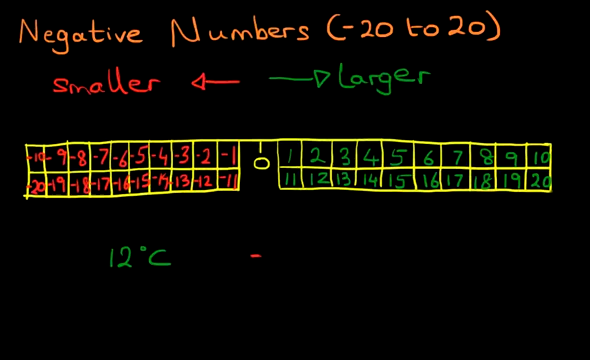 Negative Numbers (-20 to 20)
smaller ← → Larger
-10 -9 -8 -7 -6 -5 -4 -3 -2 -1 0 1 2 3 4 5 6 7 8 9 10
-20 -19 -18 -17 -16 -15 -14 -13 -12 -11 11 12 13 14 15 16 17 18 19 20
12°C -